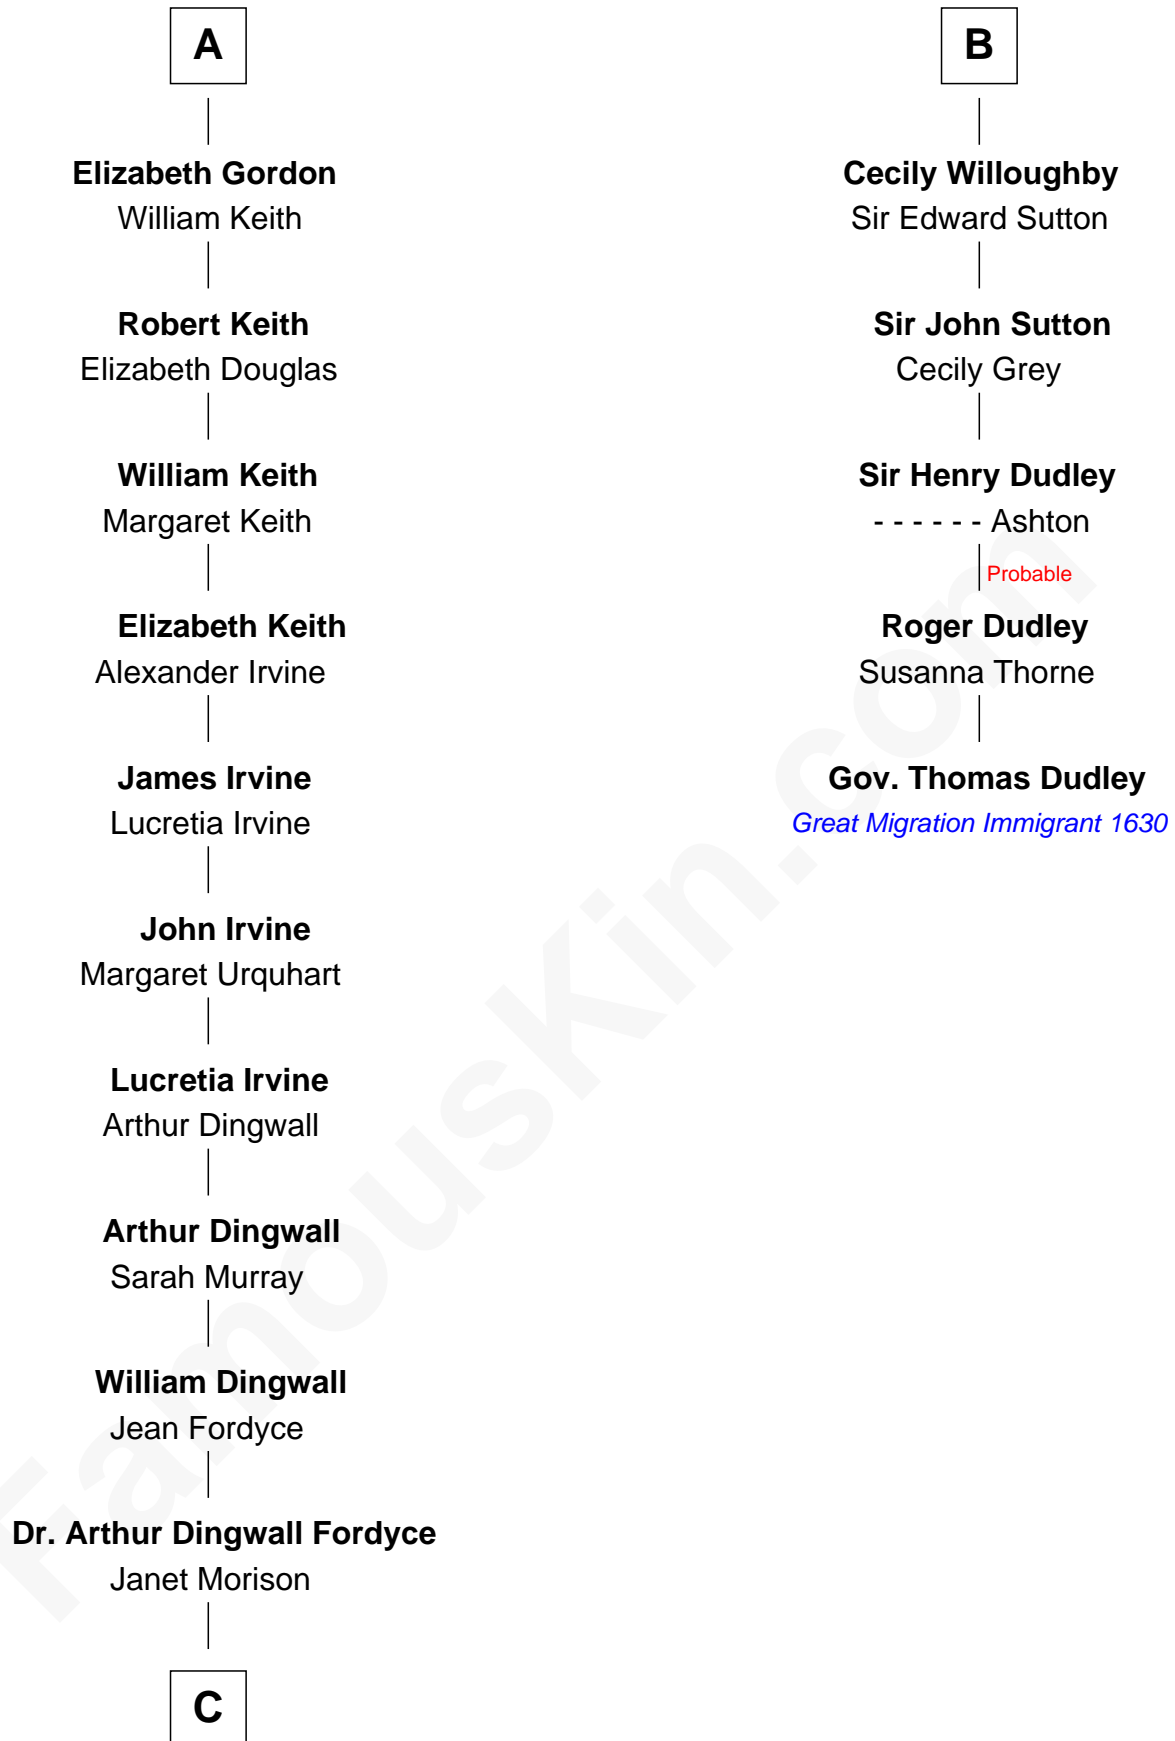 A
Elizabeth Gordon
William Keith
Robert Keith
Elizabeth Douglas
William Keith
Margaret Keith
Elizabeth Keith
Alexander Irvine
James Irvine
Lucretia Irvine
John Irvine
Margaret Urquhart
Lucretia Irvine
Arthur Dingwall
Arthur Dingwall
Sarah Murray
William Dingwall
Jean Fordyce
Dr. Arthur Dingwall Fordyce
Janet Morison
C
B
Cecily Willoughby
Sir Edward Sutton
Sir John Sutton
Cecily Grey
Sir Henry Dudley
- - - - - - Ashton
Probable
Roger Dudley
Susanna Thorne
Gov. Thomas Dudley
Great Migration Immigrant 1630
FamousKin.com